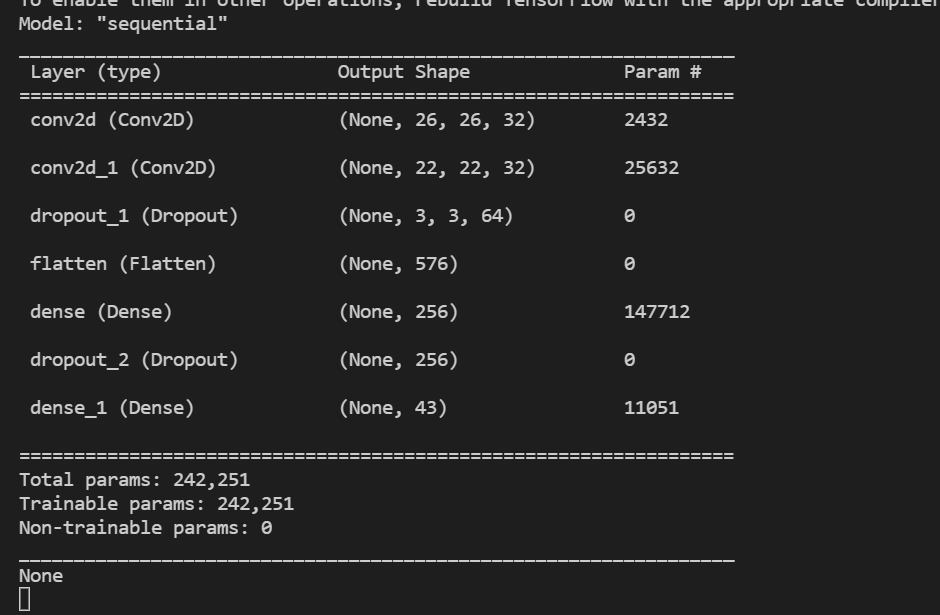 To enable them in other operations, rebuild TensorFlow with the appropriate compiler
Model: "sequential"
_________________________________________________________________
 Layer (type)                Output Shape              Param #
=================================================================
 conv2d (Conv2D)             (None, 26, 26, 32)        2432
 conv2d_1 (Conv2D)           (None, 22, 22, 32)        25632
 dropout_1 (Dropout)         (None, 3, 3, 64)          0
 flatten (Flatten)           (None, 576)               0
 dense (Dense)               (None, 256)               147712
 dropout_2 (Dropout)         (None, 256)               0
 dense_1 (Dense)             (None, 43)                11051
=================================================================
Total params: 242,251
Trainable params: 242,251
Non-trainable params: 0
_________________________________________________________________
None